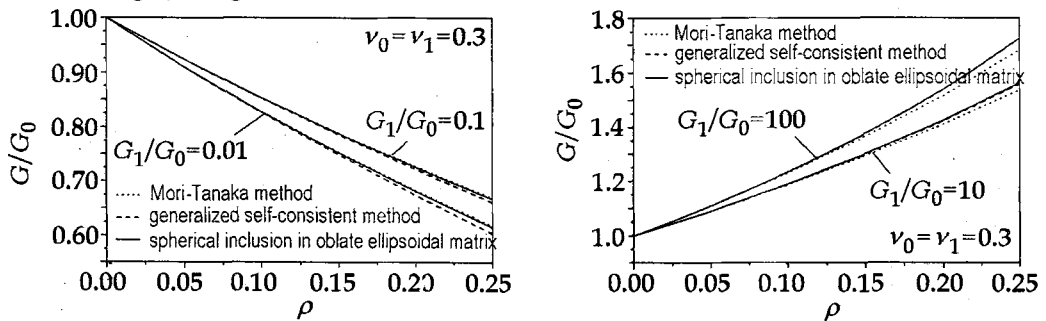 1.00
0.90
0.80
0.70
0.60
G/G0
ν0= ν1=0.3
G1/G0=0.1
G1/G0=0.01
Mori-Tanaka method
generalized self-consistent method
spherical inclusion in oblate ellipsoidal matrix
0.00 0.05 0.10 0.15 0.20 0.25
ρ
1.8
1.6
1.4
1.2
1.0
G/G0
Mori-Tanaka method
generalized self-consistent method
spherical inclusion in oblate ellipsoidal matrix
G1/G0=100
G1/G0=10
ν0= ν1=0.3
0.00 0.05 0.10 0.15 0.20 0.25
ρ